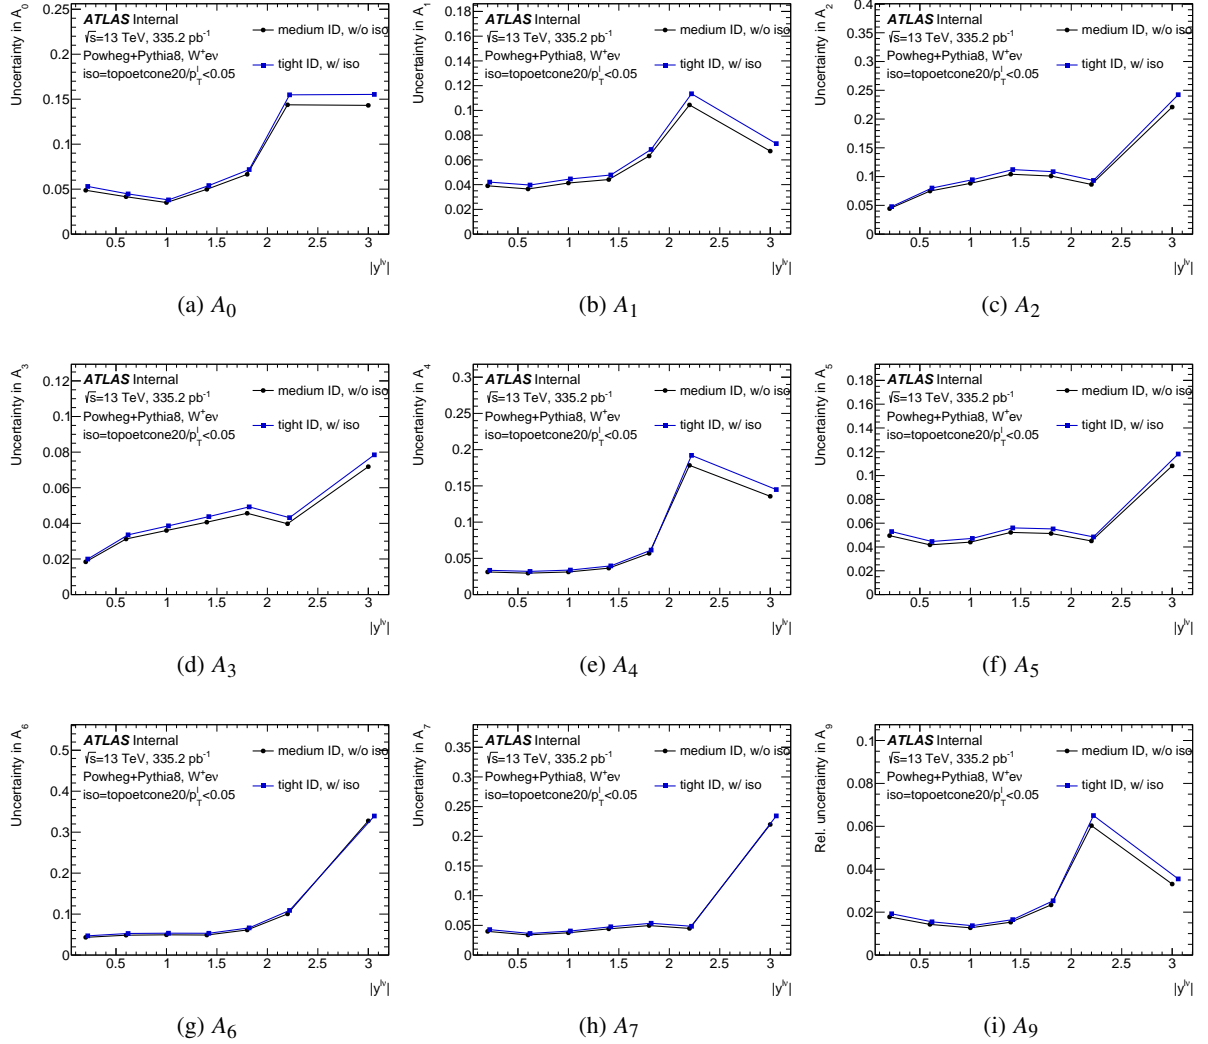 Uncertainty in A0
0.25
0.2
0.15
0.1
0.05
0
ATLAS Internal
√s=13 TeV, 335.2 pb-1
Powheg+Pythia8, W+eν
iso=topoetcone20/plT<0.05
medium ID, w/o iso
tight ID, w/ iso
0.5 1 1.5 2 2.5 3
|ylν|
(a) A0
Uncertainty in A1
0.18
0.16
0.14
0.12
0.1
0.08
0.06
0.04
0.02
0
ATLAS Internal
√s=13 TeV, 335.2 pb-1
Powheg+Pythia8, W+eν
iso=topoetcone20/plT<0.05
medium ID, w/o iso
tight ID, w/ iso
0.5 1 1.5 2 2.5 3
|ylν|
(b) A1
Uncertainty in A2
0.4
0.35
0.3
0.25
0.2
0.15
0.1
0.05
0
ATLAS Internal
√s=13 TeV, 335.2 pb-1
Powheg+Pythia8, W+eν
iso=topoetcone20/plT<0.05
medium ID, w/o iso
tight ID, w/ iso
0.5 1 1.5 2 2.5 3
|ylν|
(c) A2
Uncertainty in A3
0.12
0.1
0.08
0.06
0.04
0.02
0
ATLAS Internal
√s=13 TeV, 335.2 pb-1
Powheg+Pythia8, W+eν
iso=topoetcone20/plT<0.05
medium ID, w/o iso
tight ID, w/ iso
0.5 1 1.5 2 2.5 3
|ylν|
(d) A3
Uncertainty in A4
0.3
0.25
0.2
0.15
0.1
0.05
0
ATLAS Internal
√s=13 TeV, 335.2 pb-1
Powheg+Pythia8, W+eν
iso=topoetcone20/plT<0.05
medium ID, w/o iso
tight ID, w/ iso
0.5 1 1.5 2 2.5 3
|ylν|
(e) A4
Uncertainty in A5
0.18
0.16
0.14
0.12
0.1
0.08
0.06
0.04
0.02
0
ATLAS Internal
√s=13 TeV, 335.2 pb-1
Powheg+Pythia8, W+eν
iso=topoetcone20/plT<0.05
medium ID, w/o iso
tight ID, w/ iso
0.5 1 1.5 2 2.5 3
|ylν|
(f) A5
Uncertainty in A6
0.5
0.4
0.3
0.2
0.1
0
ATLAS Internal
√s=13 TeV, 335.2 pb-1
Powheg+Pythia8, W+eν
iso=topoetcone20/plT<0.05
medium ID, w/o iso
tight ID, w/ iso
0.5 1 1.5 2 2.5 3
|ylν|
(g) A6
Uncertainty in A7
0.35
0.3
0.25
0.2
0.15
0.1
0.05
0
ATLAS Internal
√s=13 TeV, 335.2 pb-1
Powheg+Pythia8, W+eν
iso=topoetcone20/plT<0.05
medium ID, w/o iso
tight ID, w/ iso
0.5 1 1.5 2 2.5 3
|ylν|
(h) A7
Rel. uncertainty in A9
0.1
0.08
0.06
0.04
0.02
0
ATLAS Internal
√s=13 TeV, 335.2 pb-1
Powheg+Pythia8, W+eν
iso=topoetcone20/plT<0.05
medium ID, w/o iso
tight ID, w/ iso
0.5 1 1.5 2 2.5 3
|ylν|
(i) A9